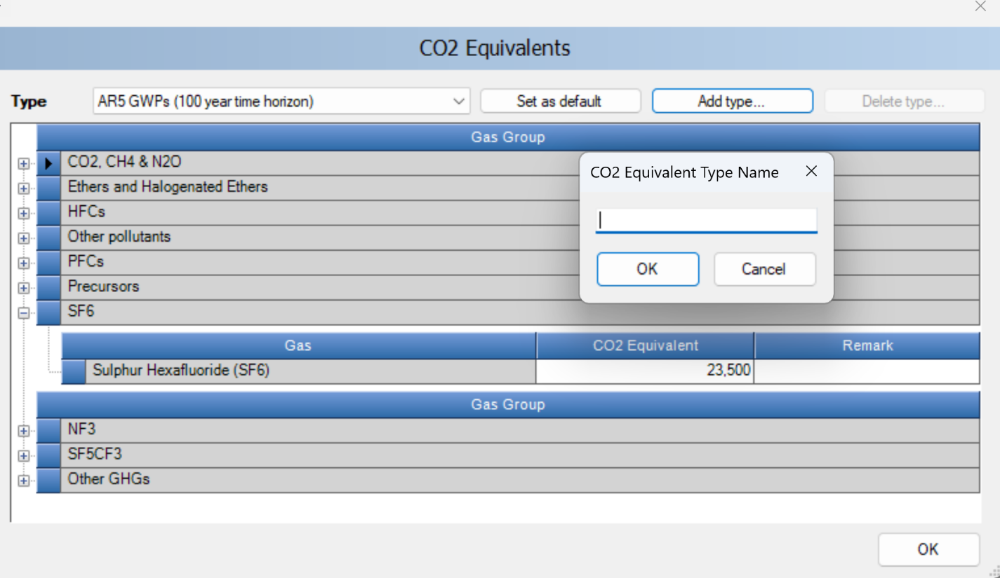 CO2 Equivalents
Type AR5 GWPs (100 year time horizon) Set as default Add type... Delete type...
Gas Group
CO2, CH4 & N2O
Ethers and Halogenated Ethers
HFCs
Other pollutants
PFCs
Precursors
SF6
CO2 Equivalent Type Name
OK Cancel
Gas CO2 Equivalent Remark
Sulphur Hexafluoride (SF6) 23,500
Gas Group
NF3
SF5CF3
Other GHGs
OK